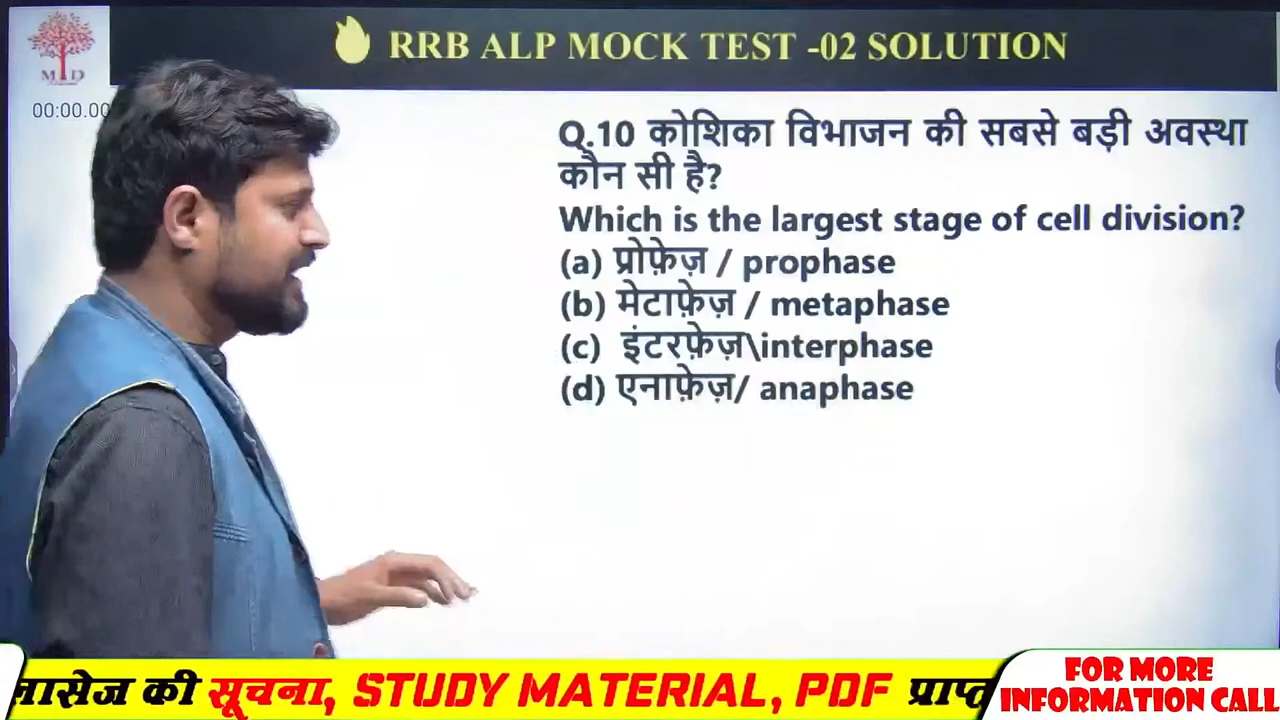 RRB ALP MOCK TEST -02 SOLUTION
M D
00:00.00
Q.10 कोशिका विभाजन की सबसे बड़ी अवस्था
कौन सी है?
Which is the largest stage of cell division?
(a) प्रोफ़ेज़ / prophase
(b) मेटाफ़ेज़ / metaphase
(c) इंटरफ़ेज़\interphase
(d) एनाफ़ेज़/ anaphase
लासेज की सूचना, STUDY MATERIAL, PDF प्राप्त
FOR MORE
INFORMATION CALL